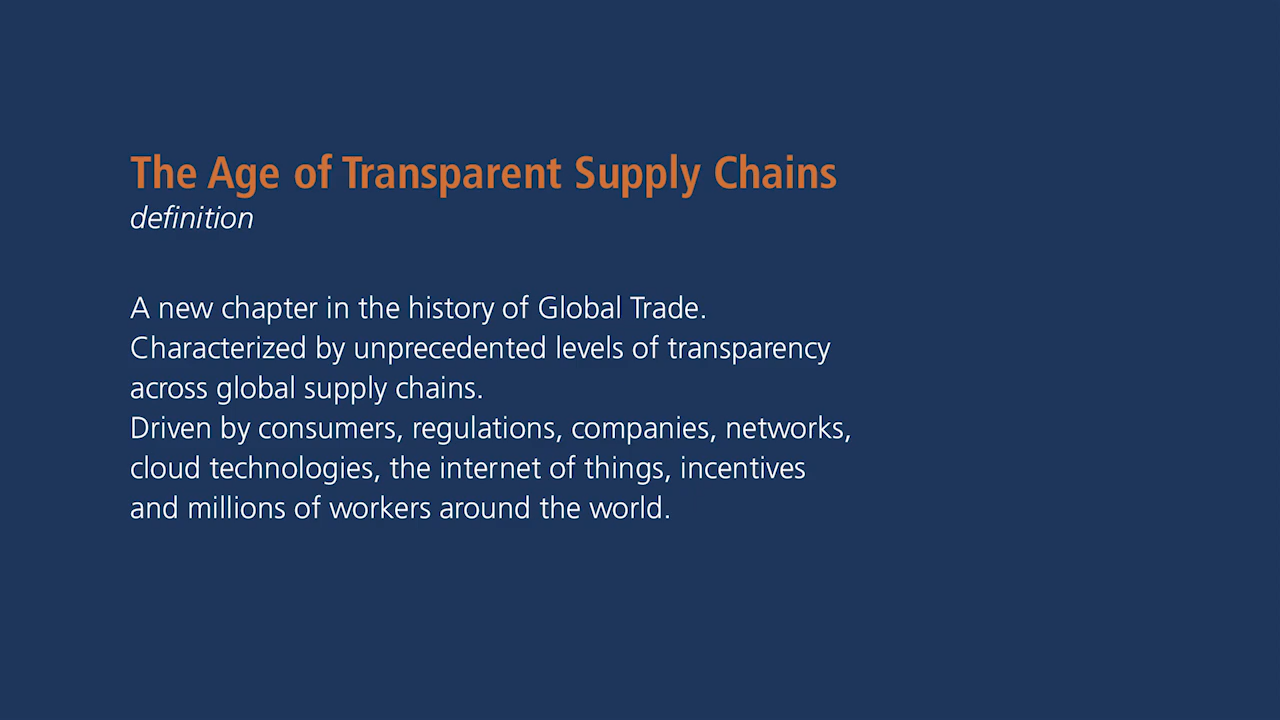 The Age of Transparent Supply Chains
definition
A new chapter in the history of Global Trade.
Characterized by unprecedented levels of transparency
across global supply chains.
Driven by consumers, regulations, companies, networks,
cloud technologies, the internet of things, incentives
and millions of workers around the world.